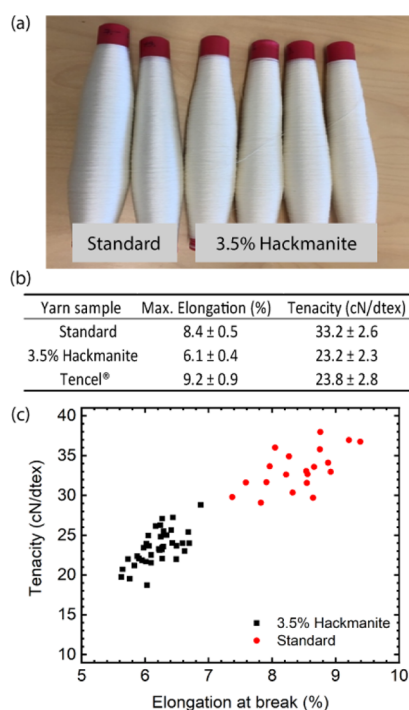 (a)
Standard
3.5% Hackmanite
(b)
Yarn sample Max. Elongation (%) Tenacity (cN/dtex)
Standard 8.4 ± 0.5 33.2 ± 2.6
3.5% Hackmanite 6.1 ± 0.4 23.2 ± 2.3
Tencel® 9.2 ± 0.9 23.8 ± 2.8
(c)
40
35
30
25
20
15
10
Tenacity (cN/dtex)
3.5% Hackmanite
Standard
5 6 7 8 9 10
Elongation at break (%)